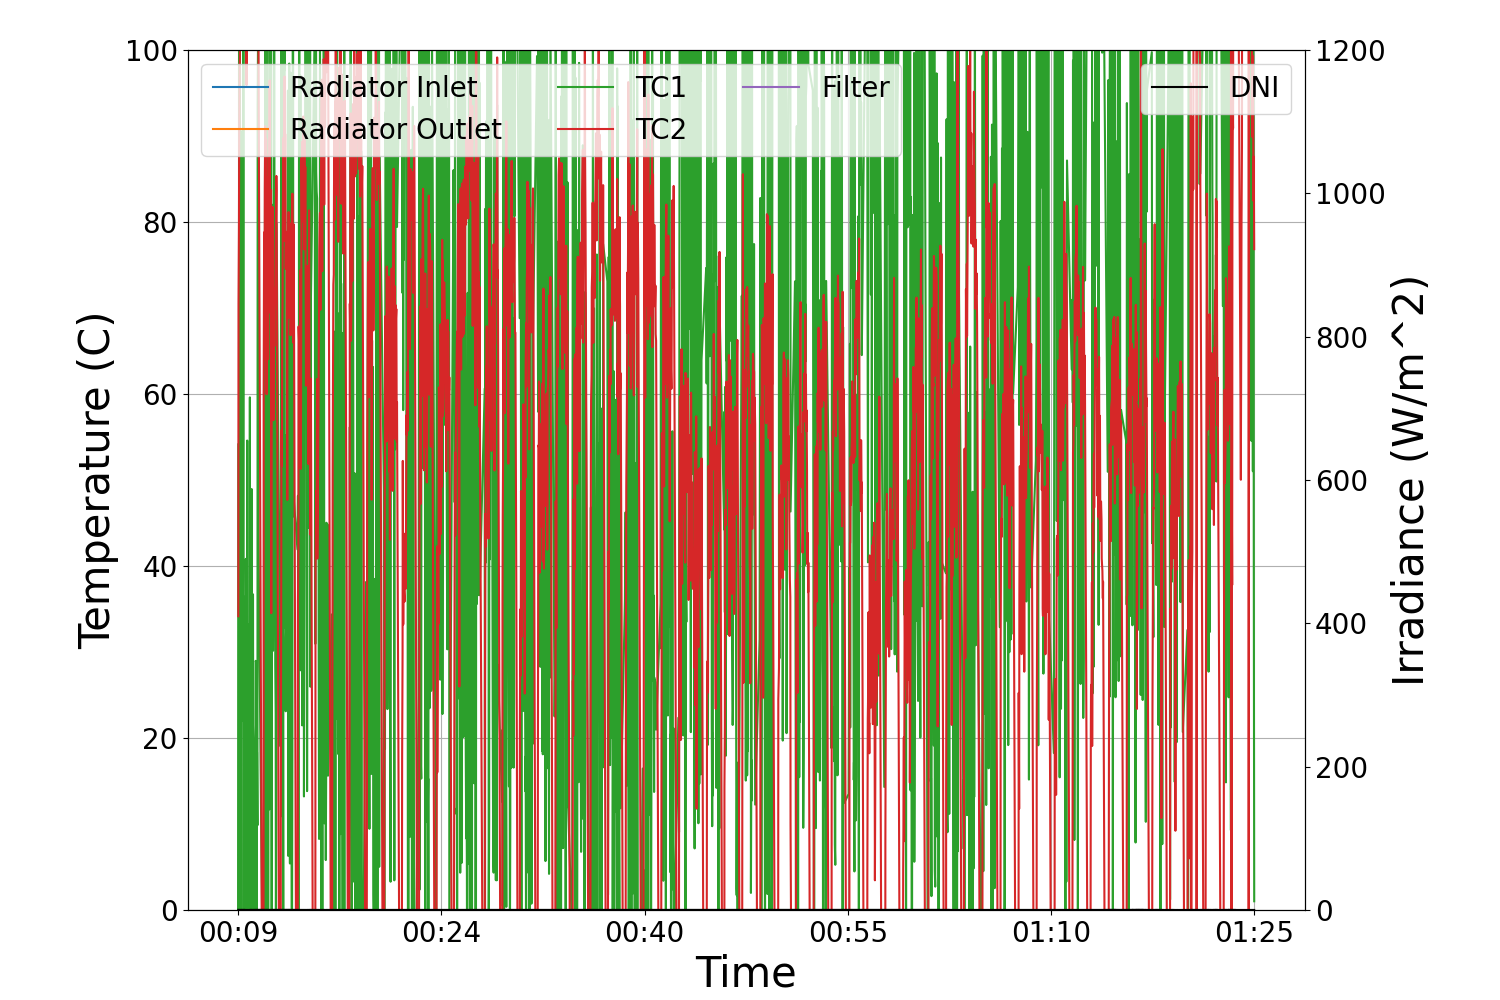 100
80
60
40
20
0
Temperature (C)
Radiator Inlet
Radiator Outlet
TC1
TC2
Filter
DNI
1200
1000
800
600
400
200
0
Irradiance (W/m^2)
00:09
00:24
00:40
00:55
01:10
01:25
Time